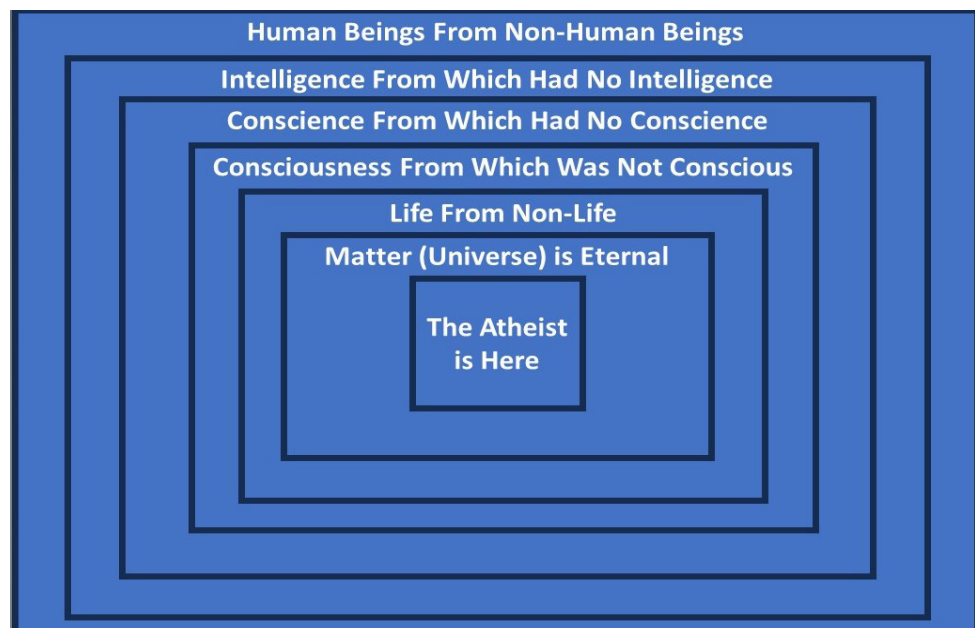 Human Beings From Non-Human Beings
Intelligence From Which Had No Intelligence
Conscience From Which Had No Conscience
Consciousness From Which Was Not Conscious
Life From Non-Life
Matter (Universe) is Eternal
The Atheist
is Here